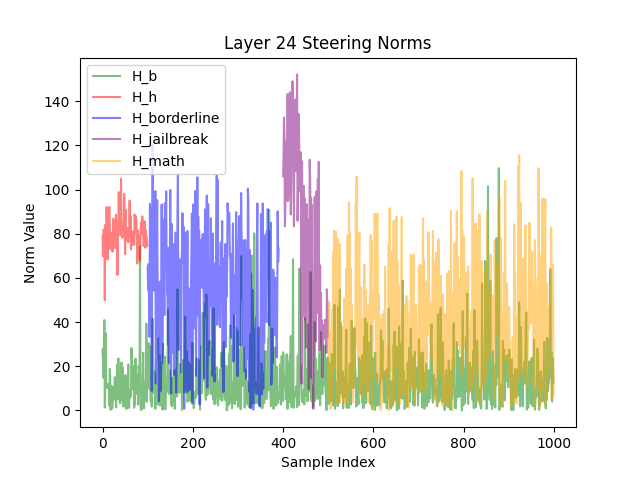 Layer 24 Steering Norms
H_b
H_h
H_borderline
H_jailbreak
H_math
Norm Value
140
120
100
80
60
40
20
0
0
200
400
600
800
1000
Sample Index